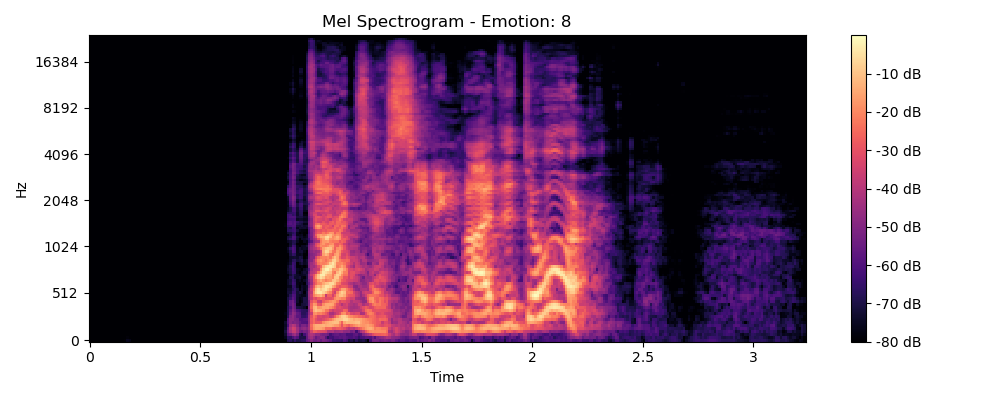 Mel Spectrogram - Emotion: 8
Hz
16384
8192
4096
2048
1024
512
0
0 0.5 1 1.5 2 2.5 3
Time
-10 dB
-20 dB
-30 dB
-40 dB
-50 dB
-60 dB
-70 dB
-80 dB